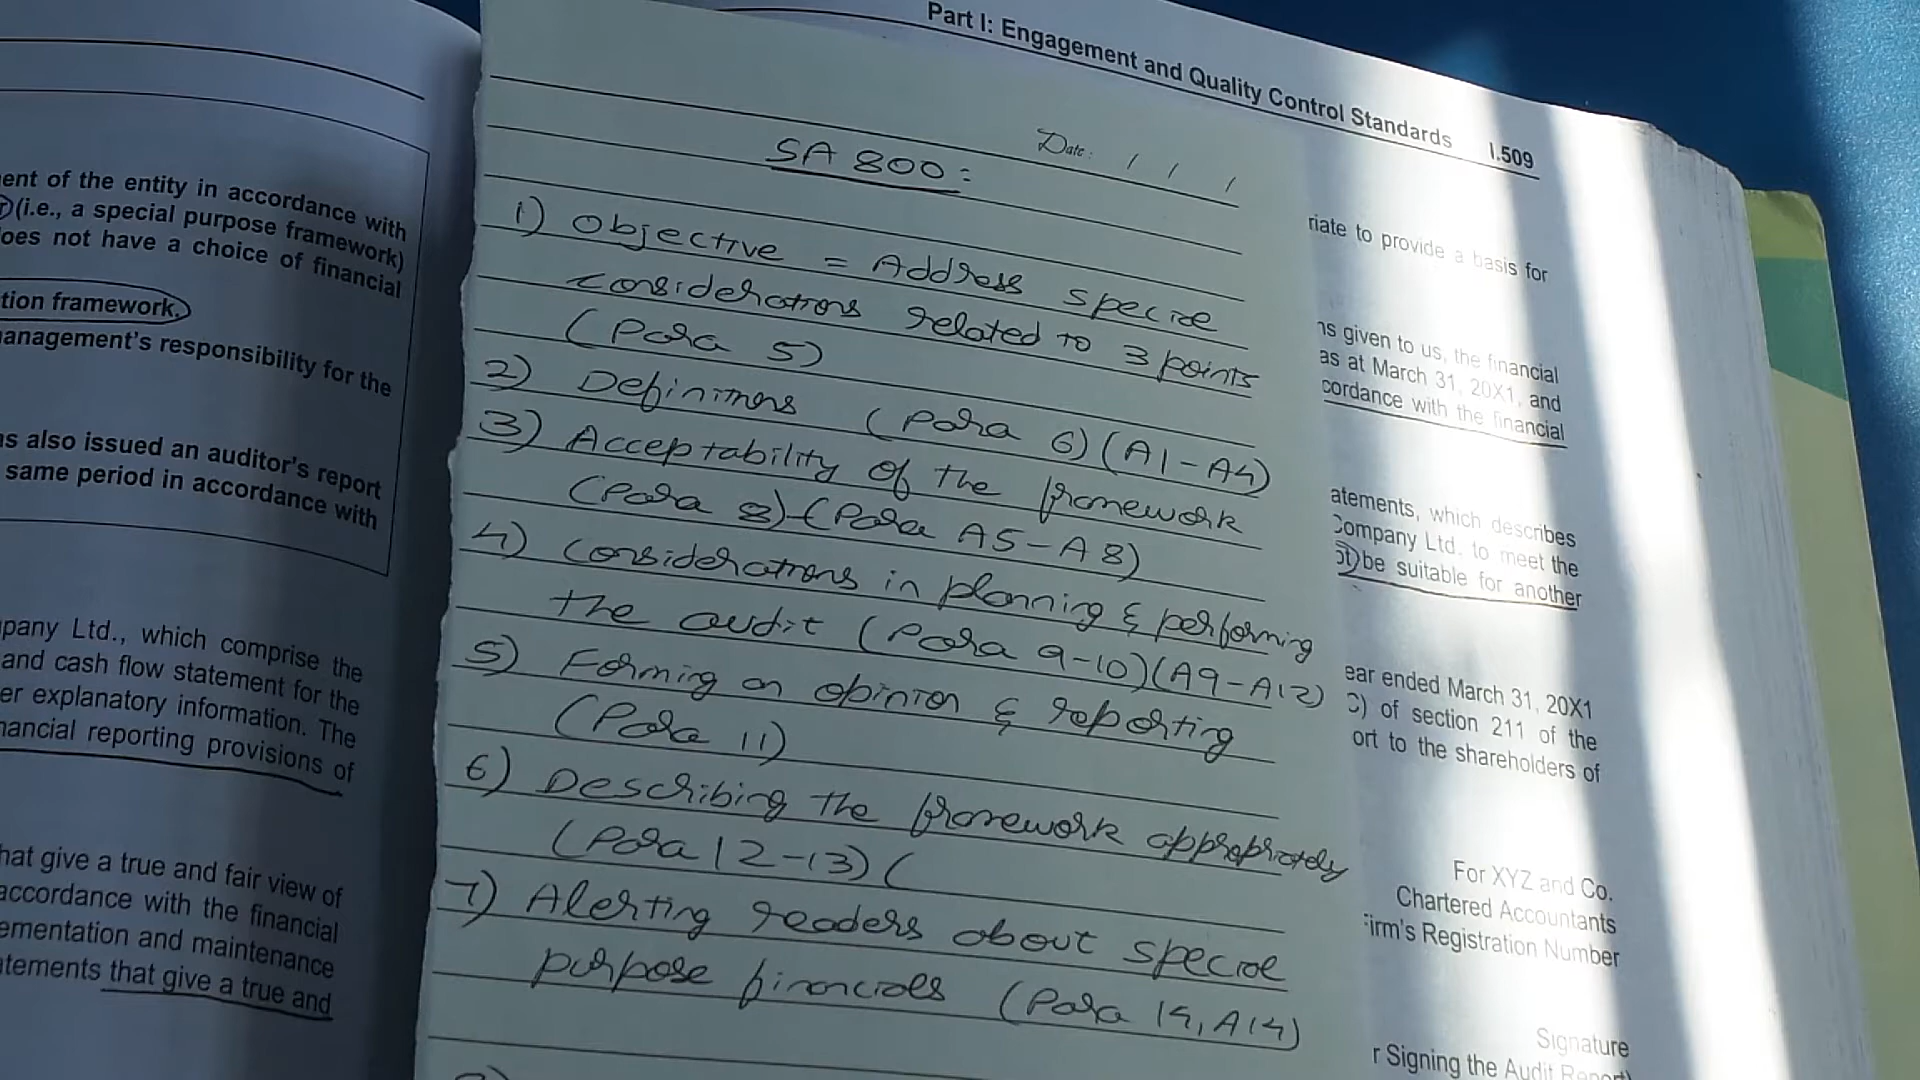 Part I: Engagement and Quality Control Standards I.509
ent of the entity in accordance with
(i.e., a special purpose framework)
oes not have a choice of financial
tion framework.
anagement's responsibility for the
as also issued an auditor's report
same period in accordance with
pany Ltd., which comprise the
and cash flow statement for the
er explanatory information. The
nancial reporting provisions of
hat give a true and fair view of
accordance with the financial
ementation and maintenance
atements that give a true and
Date: / / /
SA 800:
1) Objective = Address special
considerations related to 3 points
(Para 5)
2) Definitions (Para 6) (A1-A4)
3) Acceptability of the framework
(Para 8)-(Para A5-A8)
4) Considerations in planning & performing
the audit (Para 9-10)(A9-A12)
5) Forming an opinion & reporting
(Para 11)
6) Describing the framework appropriately
(Para 12-13) (
7) Alerting readers about special
purpose financials (Para 14, A14)
riate to provide a basis for
ns given to us, the financial
as at March 31, 20X1, and
cordance with the financial
atements, which describes
Company Ltd. to meet the
ot be suitable for another
ear ended March 31, 20X1
C) of section 211 of the
ort to the shareholders of
For XYZ and Co.
Chartered Accountants
Firm's Registration Number
Signature
r Signing the Audit Report)